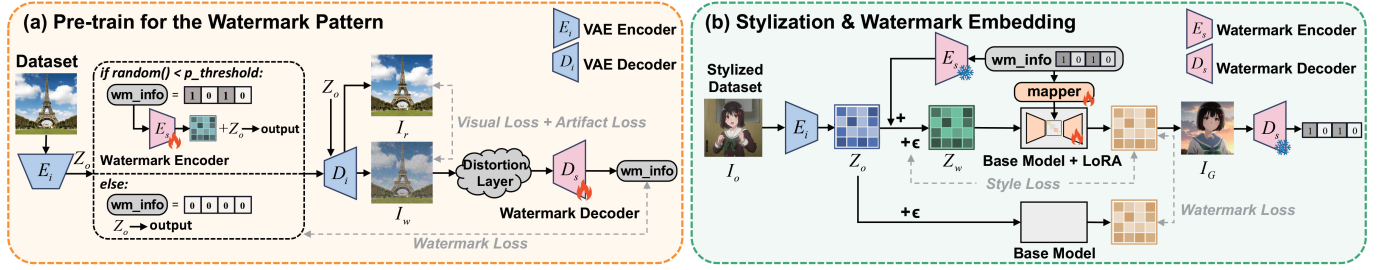 (a) Pre-train for the Watermark Pattern
E_i VAE Encoder
D_i VAE Decoder
Dataset
if random() < p_threshold:
wm_info = 1 0 1 0
E_s + Z_o → output
Watermark Encoder
else:
wm_info = 0 0 0 0
Z_o → output
E_i
Z_o
D_i
Z_o
I_r
Visual Loss + Artifact Loss
I_w
Distortion
Layer
D_s
wm_info
Watermark Decoder
Watermark Loss
(b) Stylization & Watermark Embedding
E_s Watermark Encoder
D_s Watermark Decoder
Stylized
Dataset
I_o
E_i
Z_o
E_s
wm_info 1 0 1 0
mapper
+
+ϵ
Z_w
Base Model + LoRA
Style Loss
I_G
D_s
1 0 1 0
Watermark Loss
+ϵ
Base Model